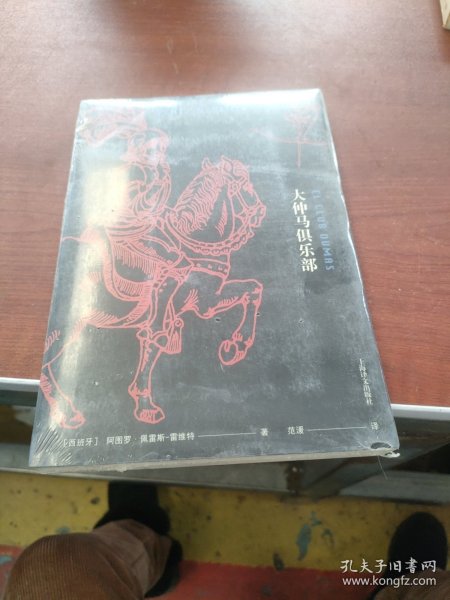 大仲马俱乐部
EL CLUB DUMAS
上海译文出版社
[西班牙] 阿图罗·佩雷斯-雷维特 著 范湲 译
孔夫子旧书网
www.kongfz.com